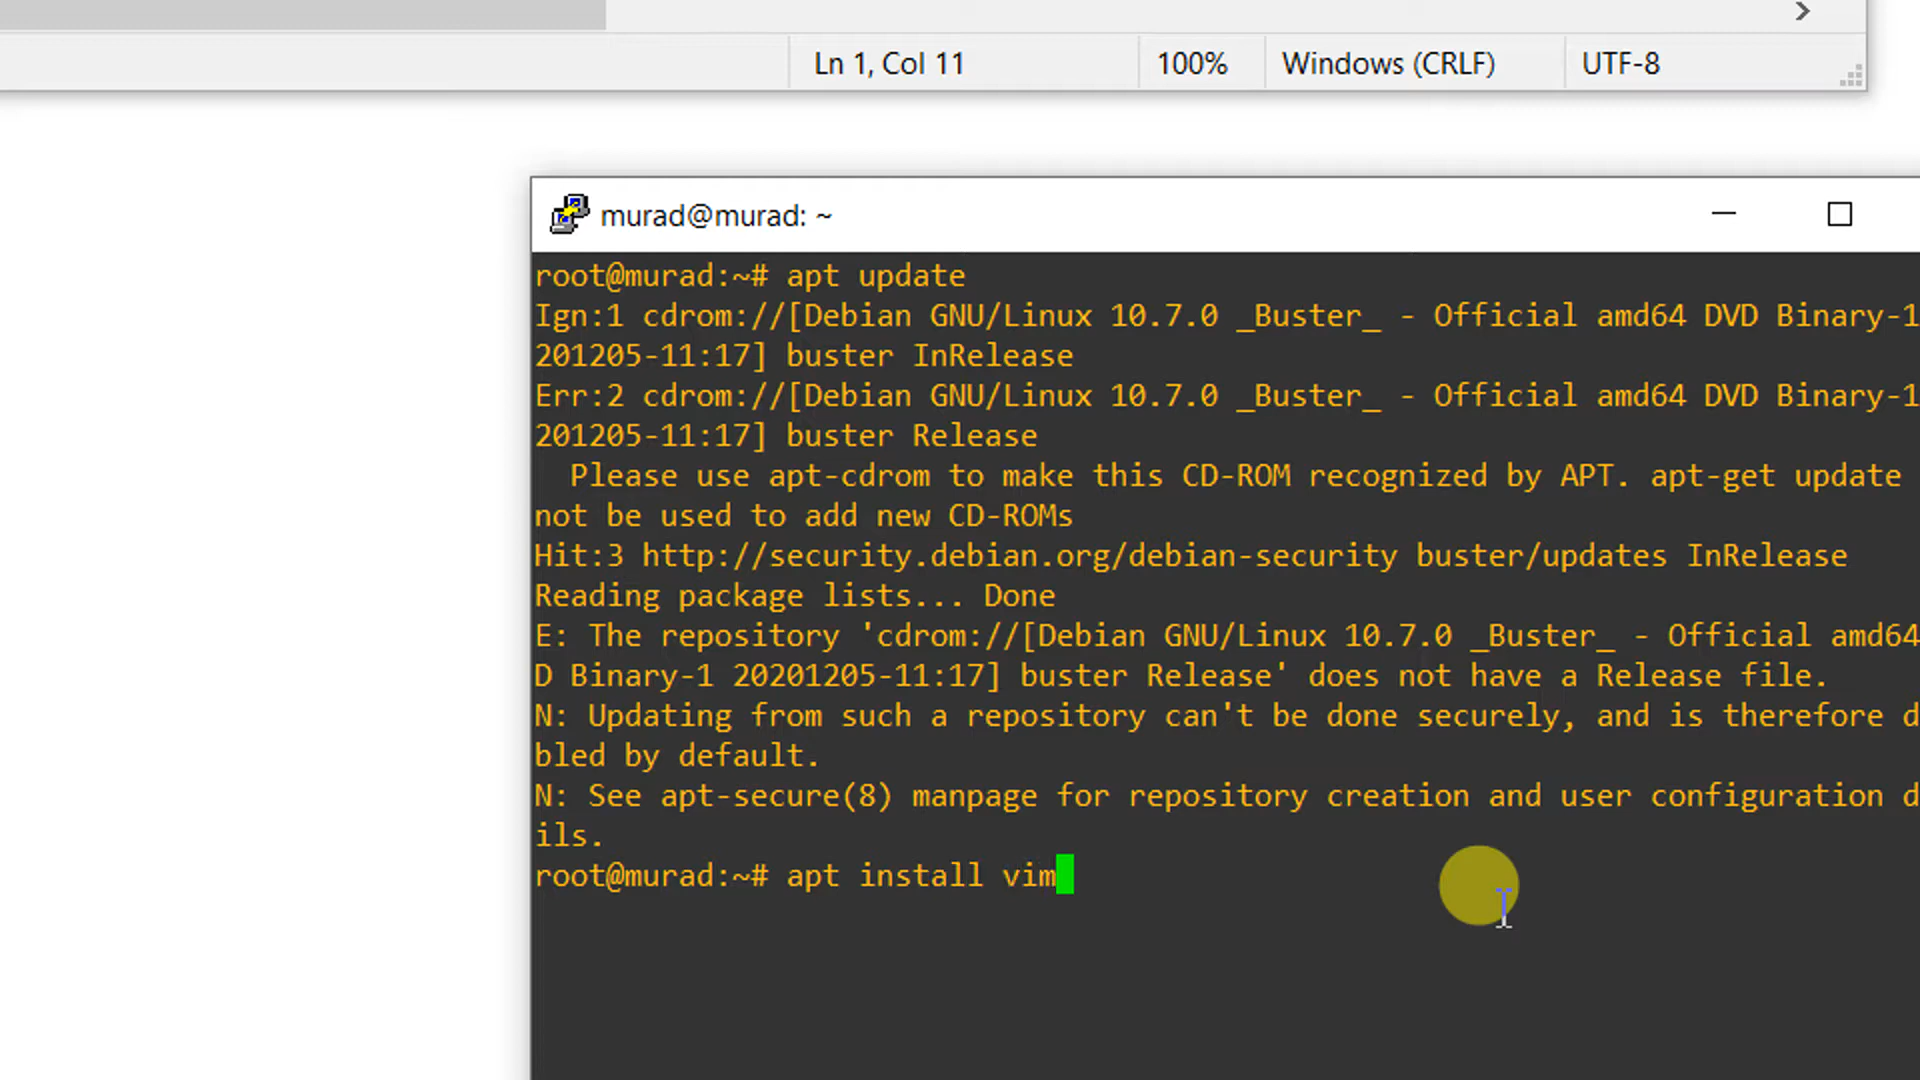 Ln 1, Col 11 100% Windows (CRLF) UTF-8
murad@murad: ~
root@murad:~# apt update
Ign:1 cdrom://[Debian GNU/Linux 10.7.0 _Buster_ - Official amd64 DVD Binary-1
201205-11:17] buster InRelease
Err:2 cdrom://[Debian GNU/Linux 10.7.0 _Buster_ - Official amd64 DVD Binary-1
201205-11:17] buster Release
Please use apt-cdrom to make this CD-ROM recognized by APT. apt-get update
not be used to add new CD-ROMs
Hit:3 http://security.debian.org/debian-security buster/updates InRelease
Reading package lists... Done
E: The repository 'cdrom://[Debian GNU/Linux 10.7.0 _Buster_ - Official amd64
D Binary-1 20201205-11:17] buster Release' does not have a Release file.
N: Updating from such a repository can't be done securely, and is therefore d
bled by default.
N: See apt-secure(8) manpage for repository creation and user configuration d
ils.
root@murad:~# apt install vim